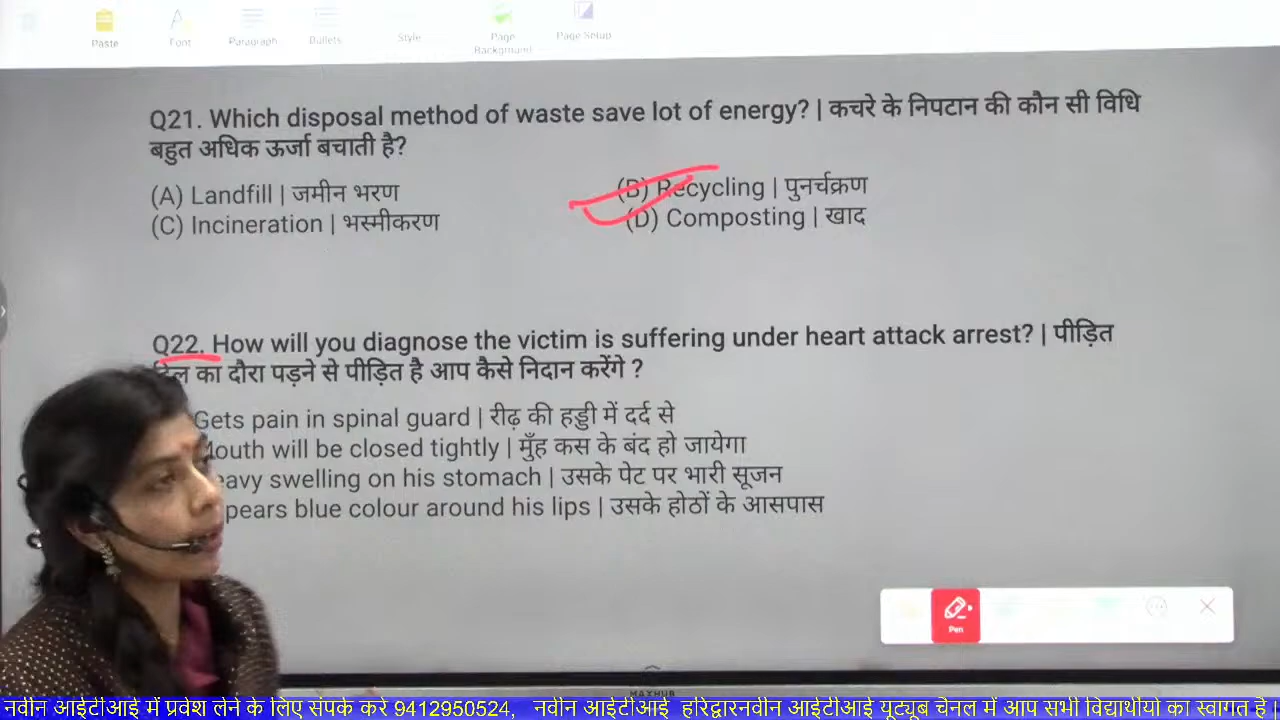 Paste
Font
Paragraph
Bullets
Style
Page Background
Page Setup
Q21. Which disposal method of waste save lot of energy? | कचरे के निपटान की कौन सी विधि
बहुत अधिक ऊर्जा बचाती है?
(A) Landfill | जमीन भरण (B) Recycling | पुनर्चक्रण
(C) Incineration | भस्मीकरण (D) Composting | खाद
Q22. How will you diagnose the victim is suffering under heart attack arrest? | पीड़ित
दिल का दौरा पड़ने से पीड़ित है आप कैसे निदान करेंगे ?
Gets pain in spinal guard | रीढ़ की हड्डी में दर्द से
Mouth will be closed tightly | मुँह कस के बंद हो जायेगा
eavy swelling on his stomach | उसके पेट पर भारी सूजन
pears blue colour around his lips | उसके होठों के आसपास
Pen
MAXHUB
नवीन आईटीआई में प्रवेश लेने के लिए संपर्क करें 9412950524, नवीन आईटीआई हरिद्वारनवीन आईटीआई यूट्यूब चैनल में आप सभी विद्यार्थीयों का स्वागत है।